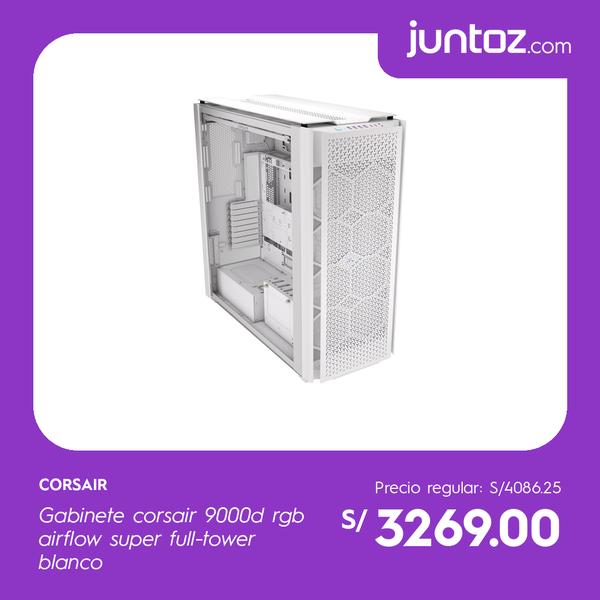 juntoz.com
CORSAIR
Gabinete corsair 9000d rgb
airflow super full-tower
blanco
Precio regular: S/4086.25
S/ 3269.00